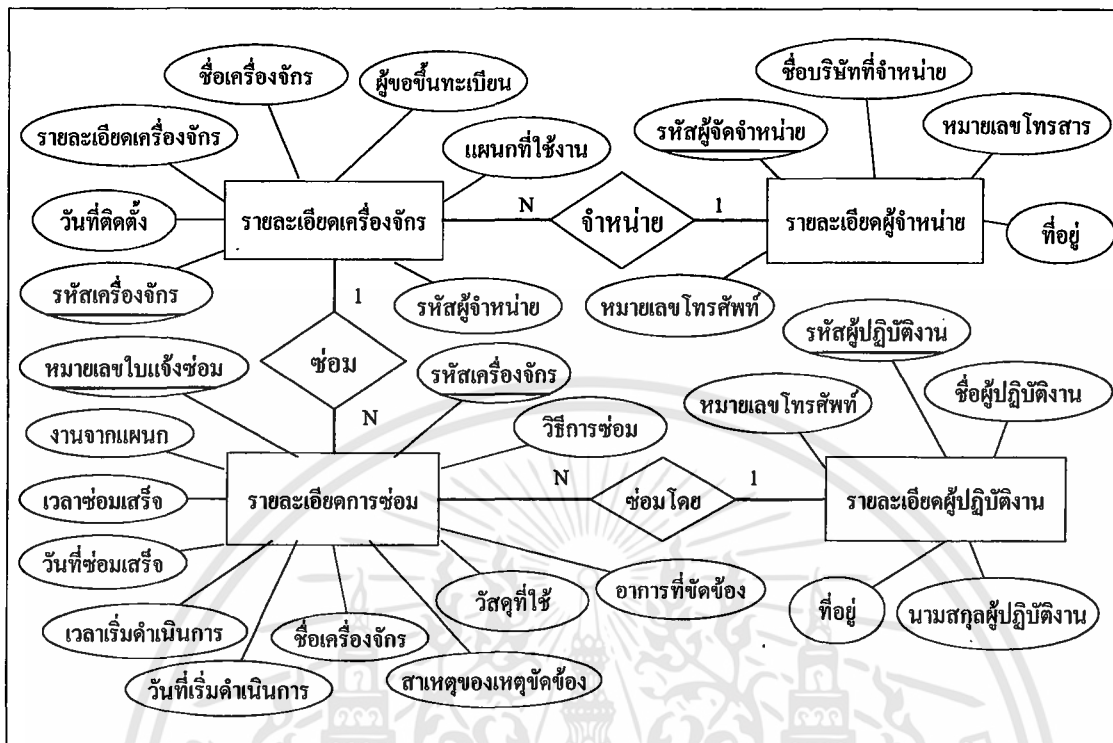 ชื่อเครื่องจักร
ผู้ขอขึ้นทะเบียน
ชื่อบริษัทที่จำหน่าย
รายละเอียดเครื่องจักร
แผนกที่ใช้งาน
รหัสผู้จัดจำหน่าย
หมายเลขโทรสาร
วันที่ติดตั้ง
รายละเอียดเครื่องจักร
N
จำหน่าย
1
รายละเอียดผู้จำหน่าย
ที่อยู่
รหัสเครื่องจักร
1
รหัสผู้จำหน่าย
หมายเลขโทรศัพท์
หมายเลขใบแจ้งซ่อม
ซ่อม
รหัสเครื่องจักร
รหัสผู้ปฏิบัติงาน
งานจากแผนก
N
วิธีการซ่อม
หมายเลขโทรศัพท์
ชื่อผู้ปฏิบัติงาน
เวลาซ่อมเสร็จ
รายละเอียดการซ่อม
N
ซ่อมโดย
1
รายละเอียดผู้ปฏิบัติงาน
วันที่ซ่อมเสร็จ
วัสดุที่ใช้
อาการที่ขัดข้อง
ที่อยู่
นามสกุลผู้ปฏิบัติงาน
เวลาเริ่มดำเนินการ
ชื่อเครื่องจักร
วันที่เริ่มดำเนินการ
สาเหตุของเหตุขัดข้อง